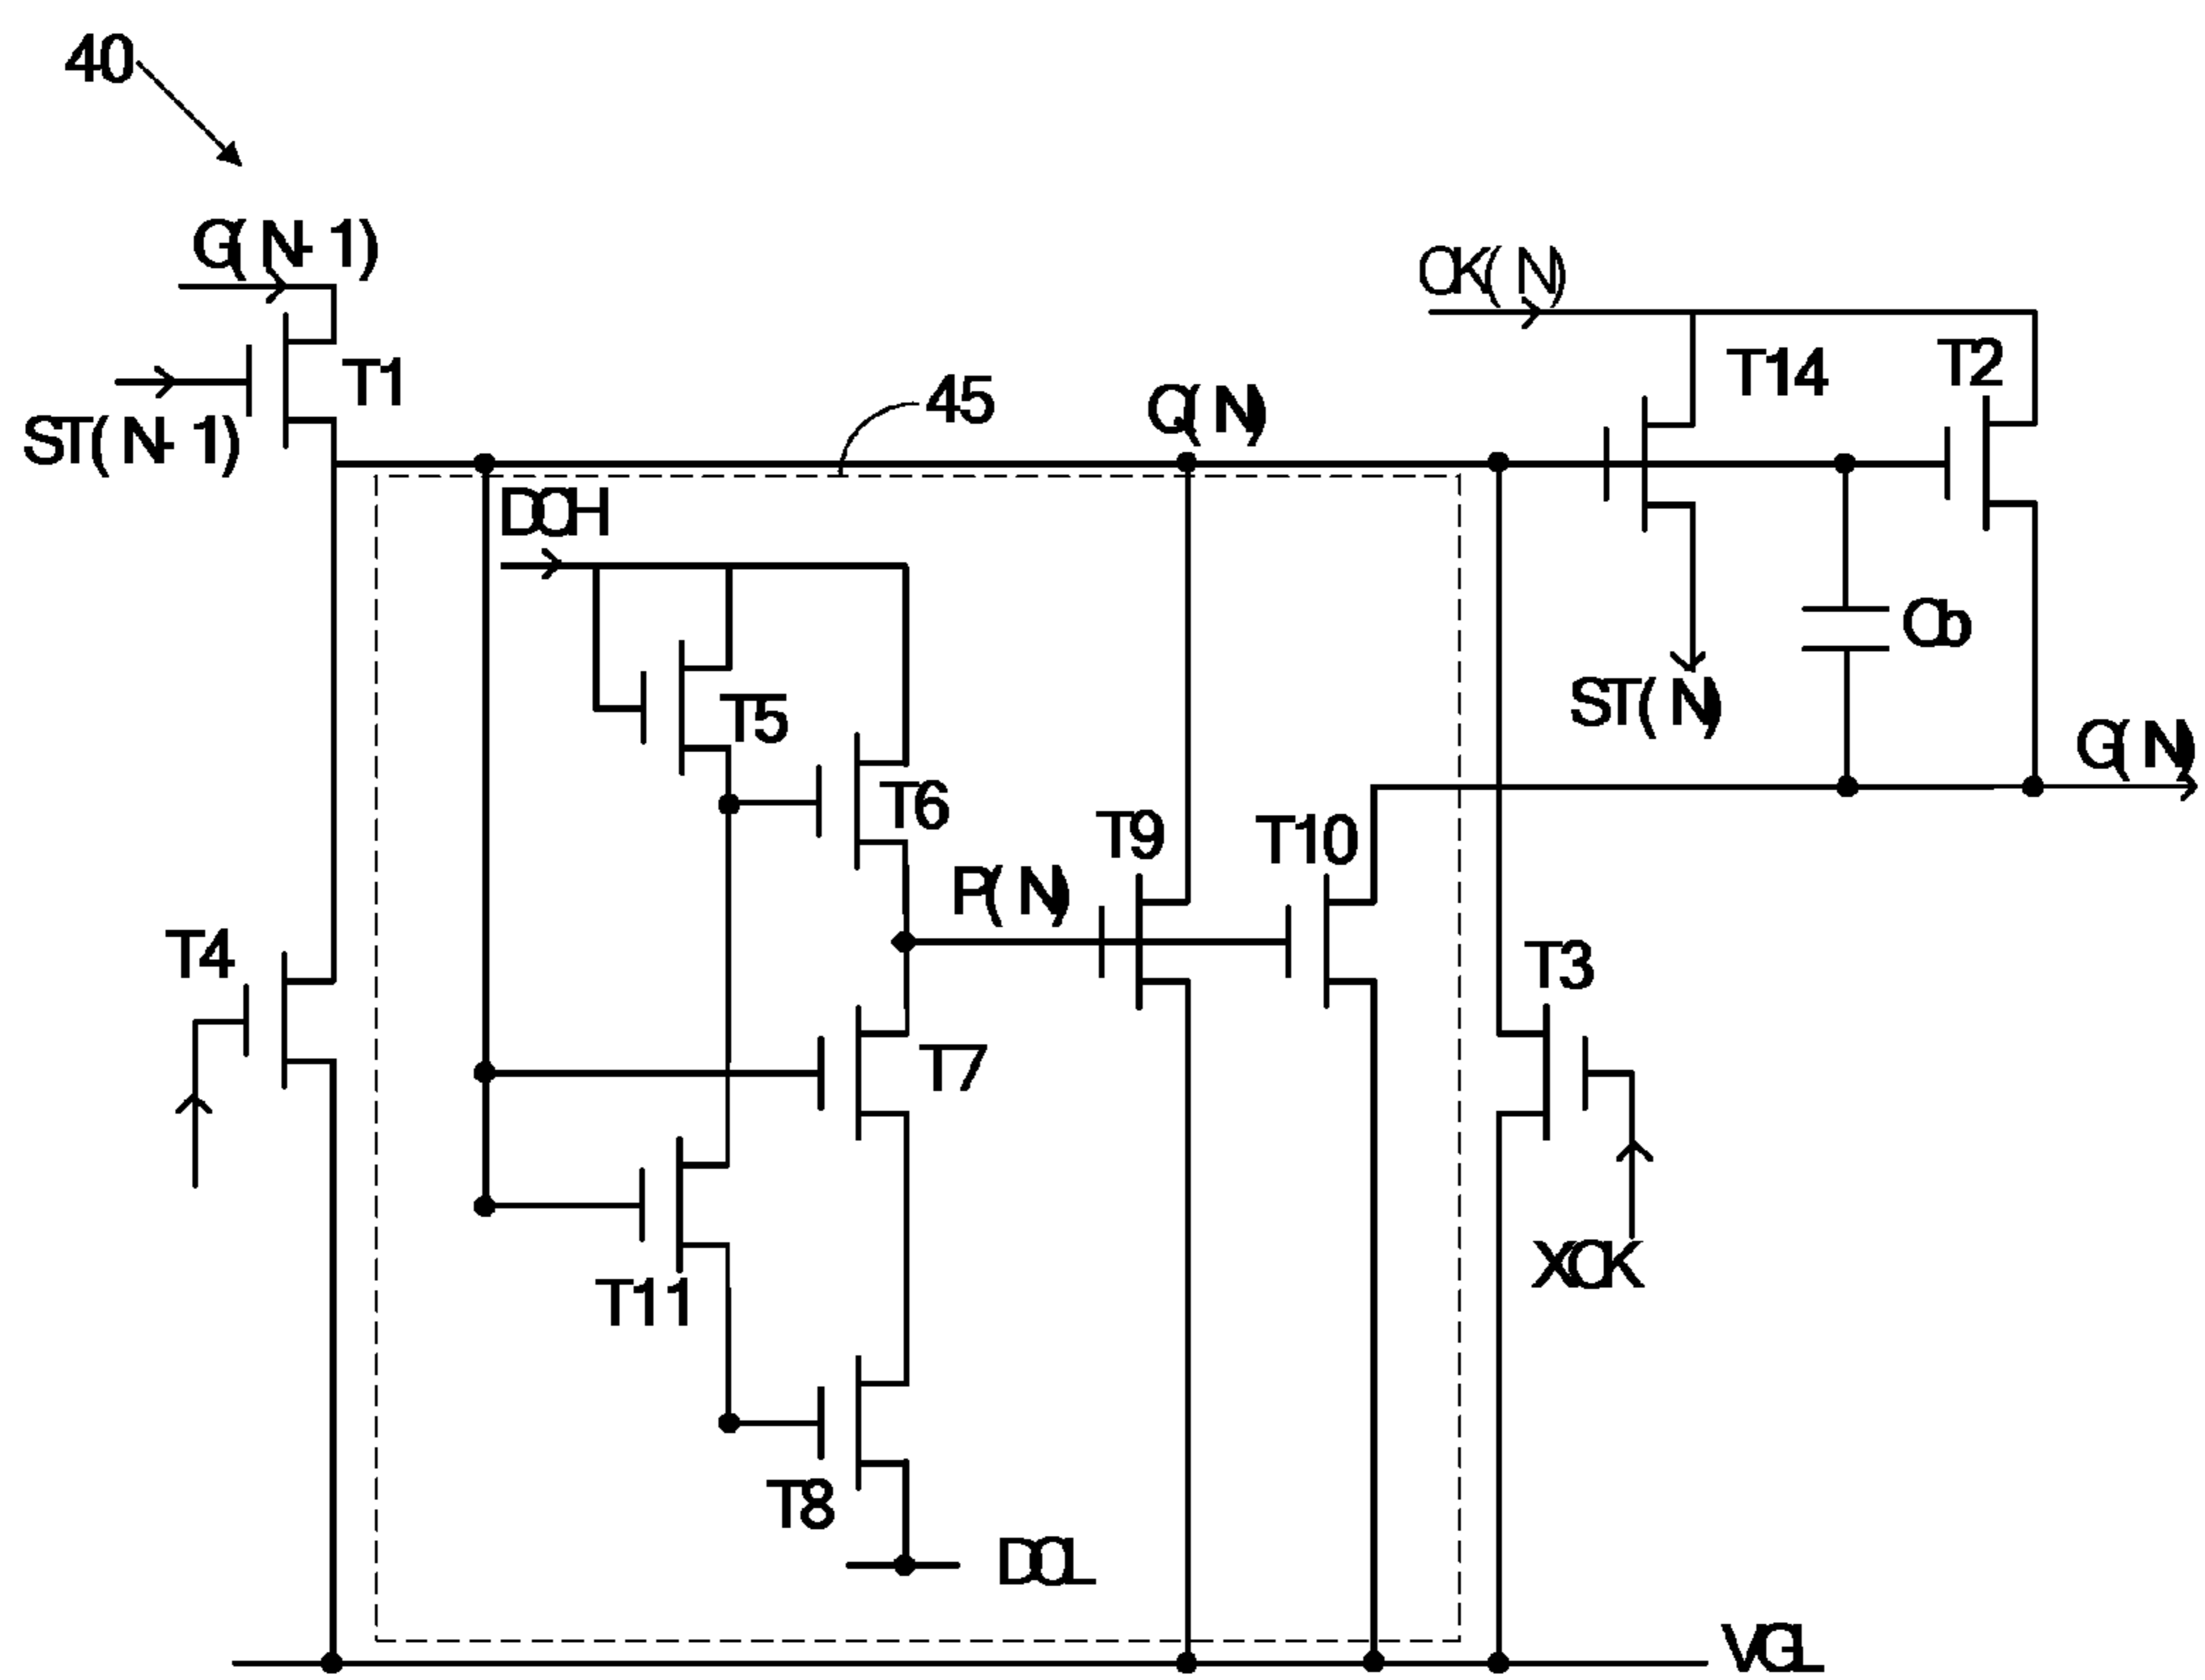 40
G(N-1)
CK(N)
T1
T14
T2
45
Q(N)
ST(N-1)
DCH
Cb
T5
ST(N)
G(N)
T6
T9
T10
P(N)
T4
T3
T7
XCK
T11
T8
DCL
VGL